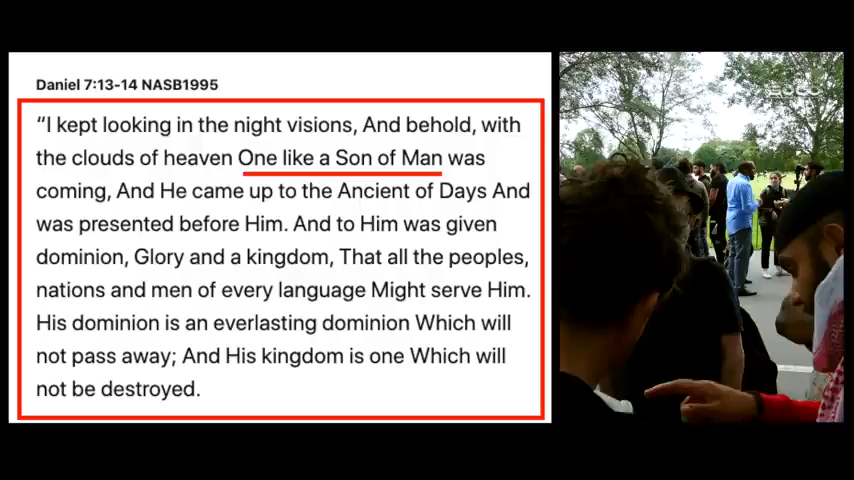 Daniel 7:13-14 NASB1995
“I kept looking in the night visions, And behold, with
the clouds of heaven One like a Son of Man was
coming, And He came up to the Ancient of Days And
was presented before Him. And to Him was given
dominion, Glory and a kingdom, That all the peoples,
nations and men of every language Might serve Him.
His dominion is an everlasting dominion Which will
not pass away; And His kingdom is one Which will
not be destroyed.